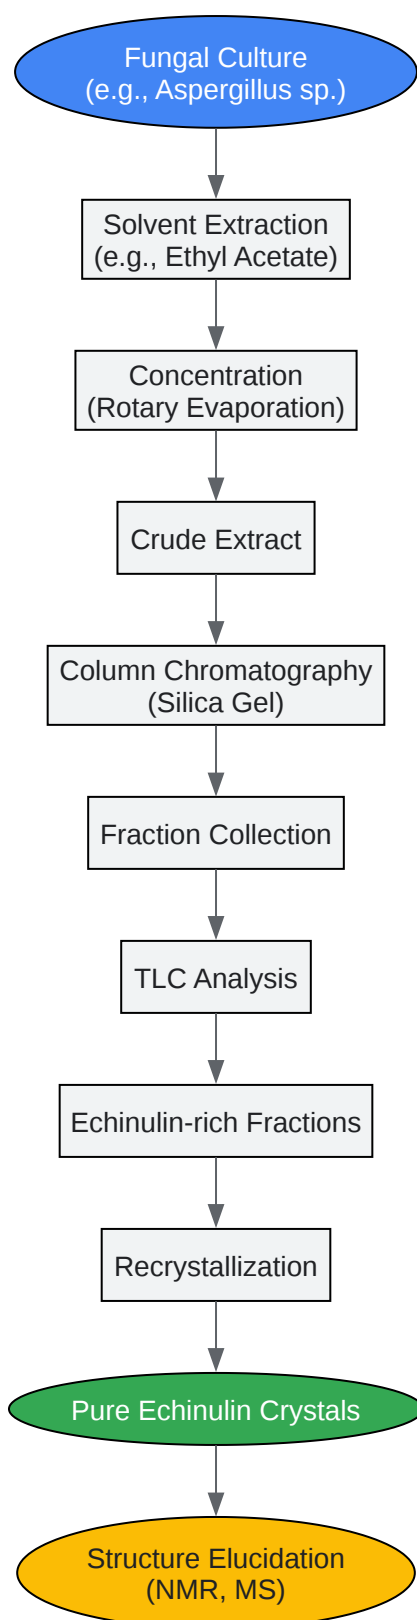 Fungal Culture
(e.g., Aspergillus sp.)
Solvent Extraction
(e.g., Ethyl Acetate)
Concentration
(Rotary Evaporation)
Crude Extract
Column Chromatography
(Silica Gel)
Fraction Collection
TLC Analysis
Echinulin-rich Fractions
Recrystallization
Pure Echinulin Crystals
Structure Elucidation
(NMR, MS)